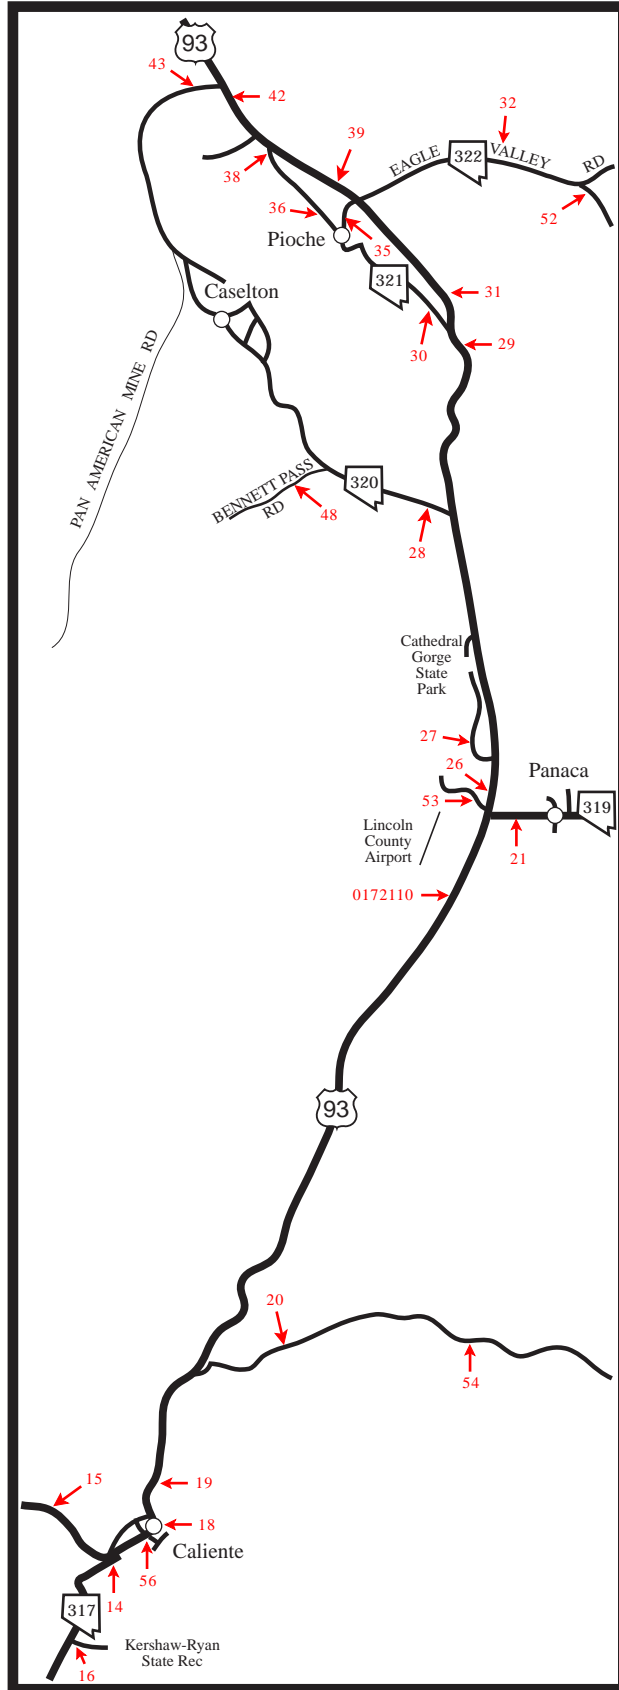 93
43
42
32
39
EAGLE
322
VALLEY
RD
38
52
36
35
Pioche
321
Caselton
31
30
29
PAN AMERICAN MINE RD
BENNETT PASS
RD
320
48
28
Cathedral
Gorge
State
Park
27
26
Panaca
53
319
Lincoln
County
Airport
21
0172110
93
20
54
15
19
18
Caliente
56
14
317
Kershaw-Ryan
State Rec
16